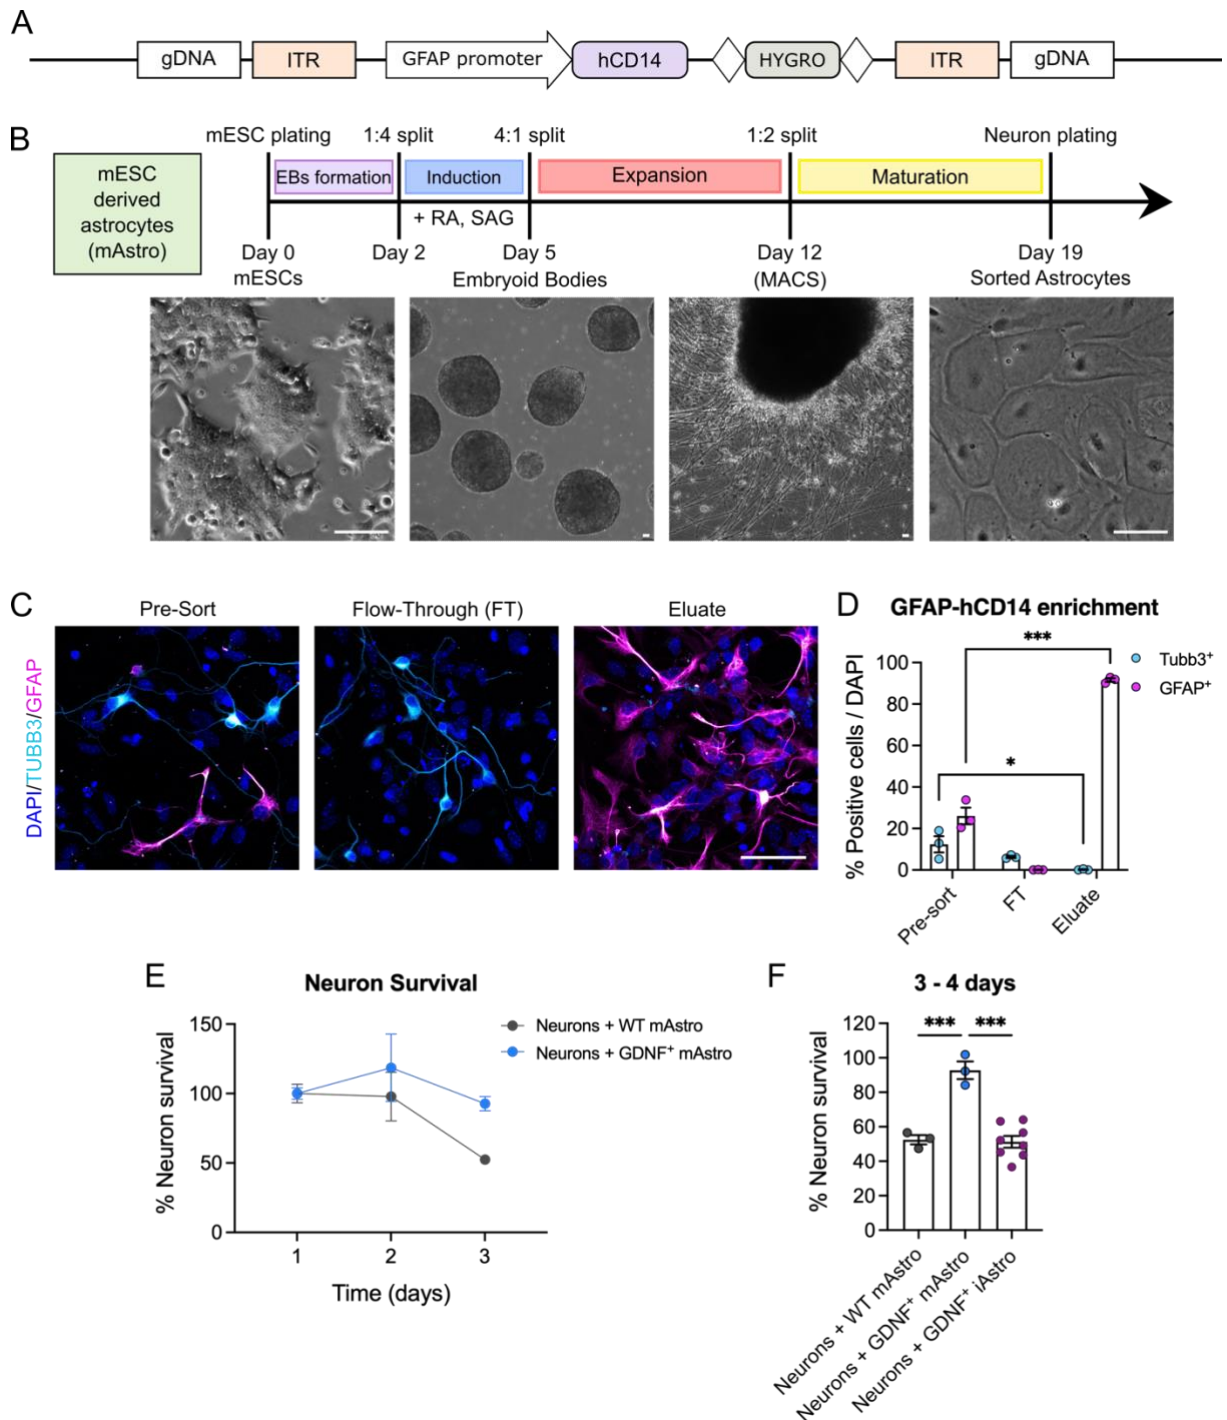 A
gDNA
ITR
GFAP promoter
hCD14
HYGRO
ITR
gDNA
B
mESC
derived
astrocytes
(mAstro)
mESC plating
1:4 split
4:1 split
1:2 split
Neuron plating
EBs formation
Induction
Expansion
Maturation
+ RA, SAG
Day 0
Day 2
Day 5
Day 12
Day 19
mESCs
Embryoid Bodies
(MACS)
Sorted Astrocytes
C
Pre-Sort
Flow-Through (FT)
Eluate
DAPI/TUBB3/GFAP
D
GFAP-hCD14 enrichment
% Positive cells / DAPI
100
80
60
40
20
0
***
*
Tubb3⁺
GFAP⁺
Pre-sort
FT
Eluate
E
Neuron Survival
% Neuron survival
150
100
50
0
1
2
3
Time (days)
Neurons + WT mAstro
Neurons + GDNF⁺ mAstro
F
3 - 4 days
% Neuron survival
120
100
80
60
40
20
0
***
***
Neurons + WT mAstro
Neurons + GDNF⁺ mAstro
Neurons + GDNF⁺ iAstro